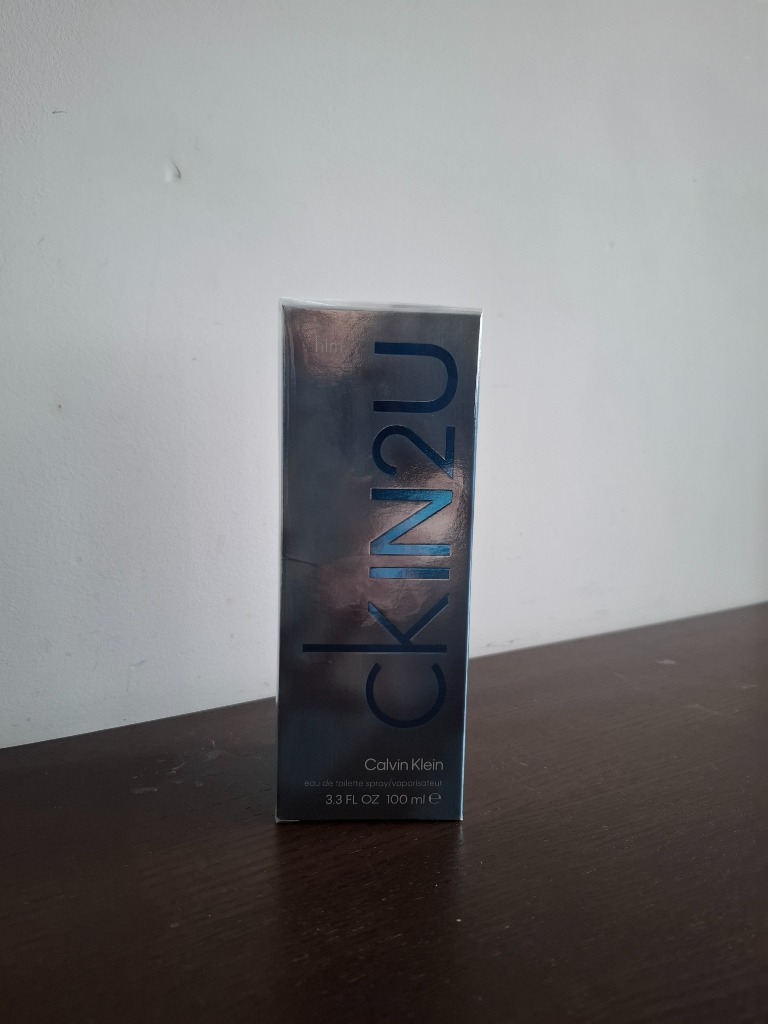 him
ckIN2U
Calvin Klein
eau de toilette spray/vaporisateur
3.3 FL OZ 100 ml ℮